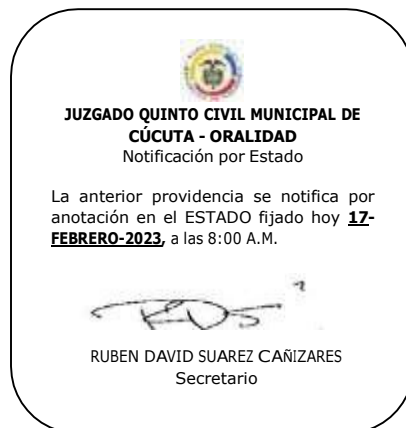 JUZGADO QUINTO CIVIL MUNICIPAL DE
CÚCUTA - ORALIDAD
Notificación por Estado
La anterior providencia se notifica por
anotación en el ESTADO fijado hoy 17-
FEBRERO-2023, a las 8:00 A.M.
RUBEN DAVID SUAREZ CAÑIZARES
Secretario